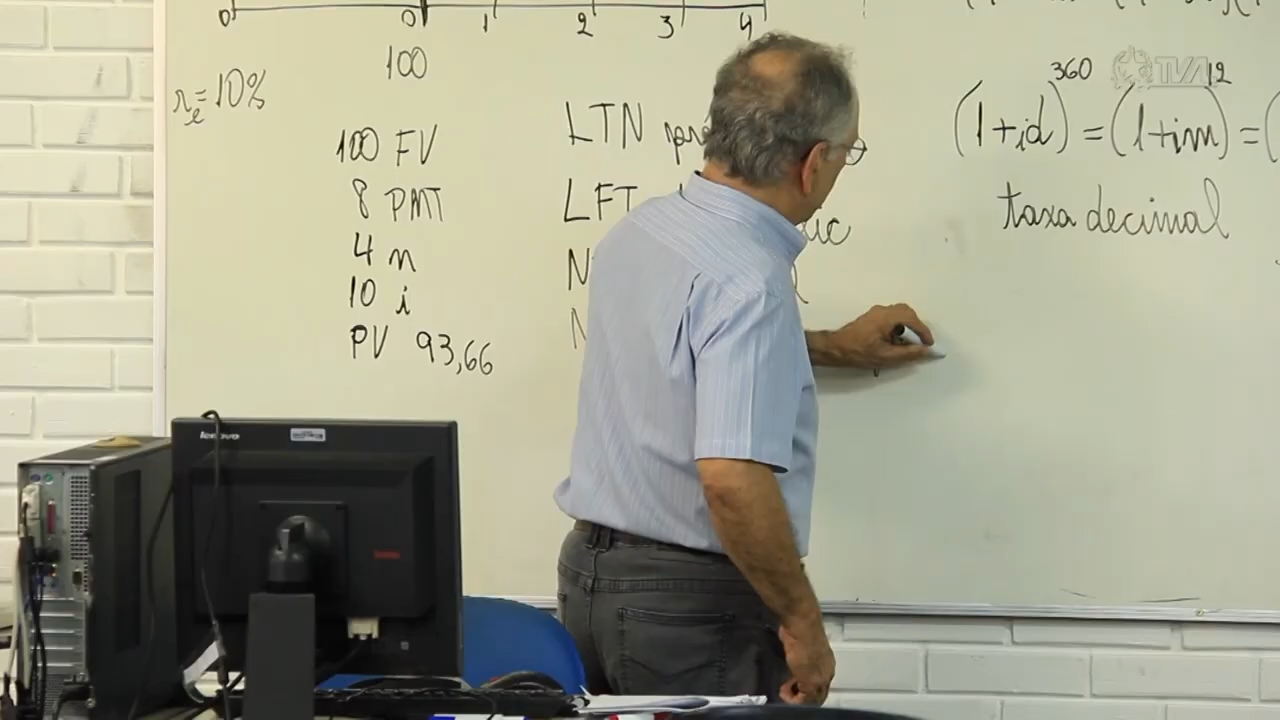 0 0 1 2 3 4
100
r_e = 10%
100 FV
8 PMT
4 n
10 i
PV 93,66
LTN
LFT
(1+id)^360 = (1+im)^12 = (
taxa decimal
TVA
lenovo